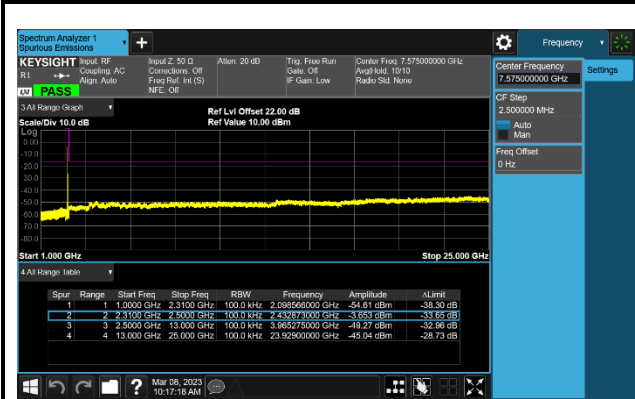 Spectrum Analyzer 1
Spurious Emissions
Frequency
KEYSIGHT
Input: RF
Input Z: 50 Ω
Atten: 20 dB
Trig: Free Run
Center Freq: 7.575000000 GHz
RL
Coupling: AC
Corrections: Off
Gate: Off
Avg|Hold: 10/10
Align: Auto
Freq Ref: Int (S)
IF Gain: Low
Radio Std: None
NFE: Off
LV PASS
Center Frequency
7.575000000 GHz
Settings
CF Step
2.500000 MHz
Auto
Man
Freq Offset
0 Hz
3 All Range Graph
Ref Lvl Offset 22.00 dB
Scale/Div 10.0 dB
Ref Value 10.00 dBm
Log
0.00
-10.0
-20.0
-30.0
-40.0
-50.0
-60.0
-70.0
-80.0
Start 1.000 GHz
Stop 25.000 GHz
4 All Range Table
Spur Range Start Freq Stop Freq RBW Frequency Amplitude ΔLimit
1 1 1.0000 GHz 2.3100 GHz 100.0 kHz 2.098566000 GHz -54.61 dBm -38.30 dB
2 2 2.3100 GHz 2.5000 GHz 100.0 kHz 2.432873000 GHz -3.653 dBm -33.65 dB
3 3 2.5000 GHz 13.000 GHz 100.0 kHz 3.965275000 GHz -49.27 dBm -32.96 dB
4 4 13.000 GHz 25.000 GHz 100.0 kHz 23.92900000 GHz -45.04 dBm -28.73 dB
Mar 08, 2023
10:17:18 AM